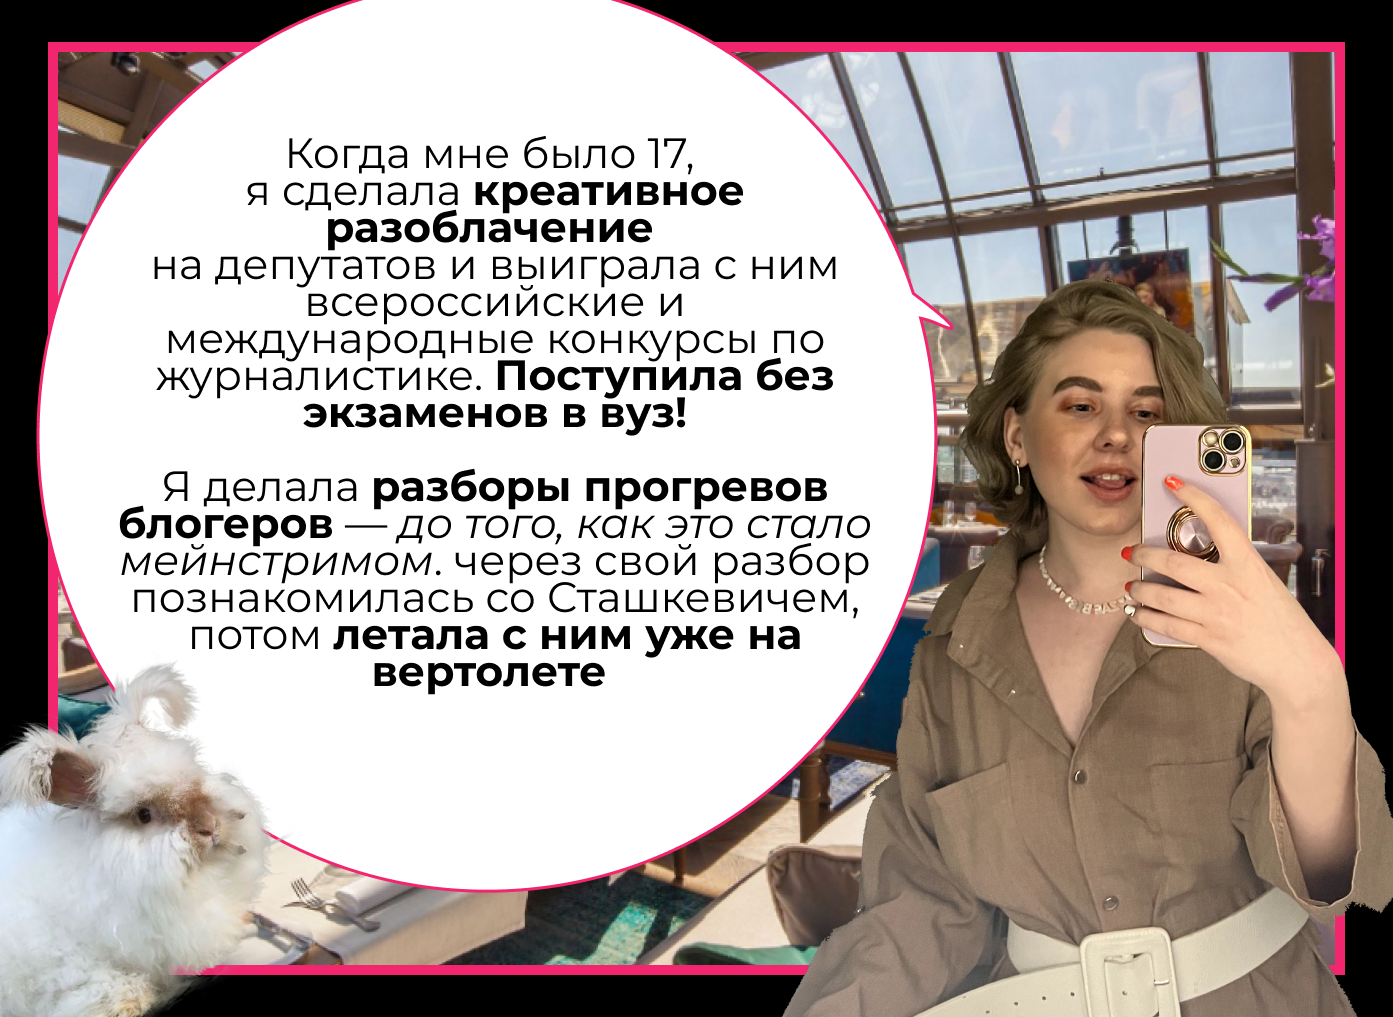 Когда мне было 17,
я сделала креативное
разоблачение
на депутатов и выиграла с ним
всероссийские и
международные конкурсы по
журналистике. Поступила без
экзаменов в вуз!
Я делала разборы прогревов
блогеров — до того, как это стало
мейнстримом. через свой разбор
познакомилась со Сташкевичем,
потом летала с ним уже на
вертолете